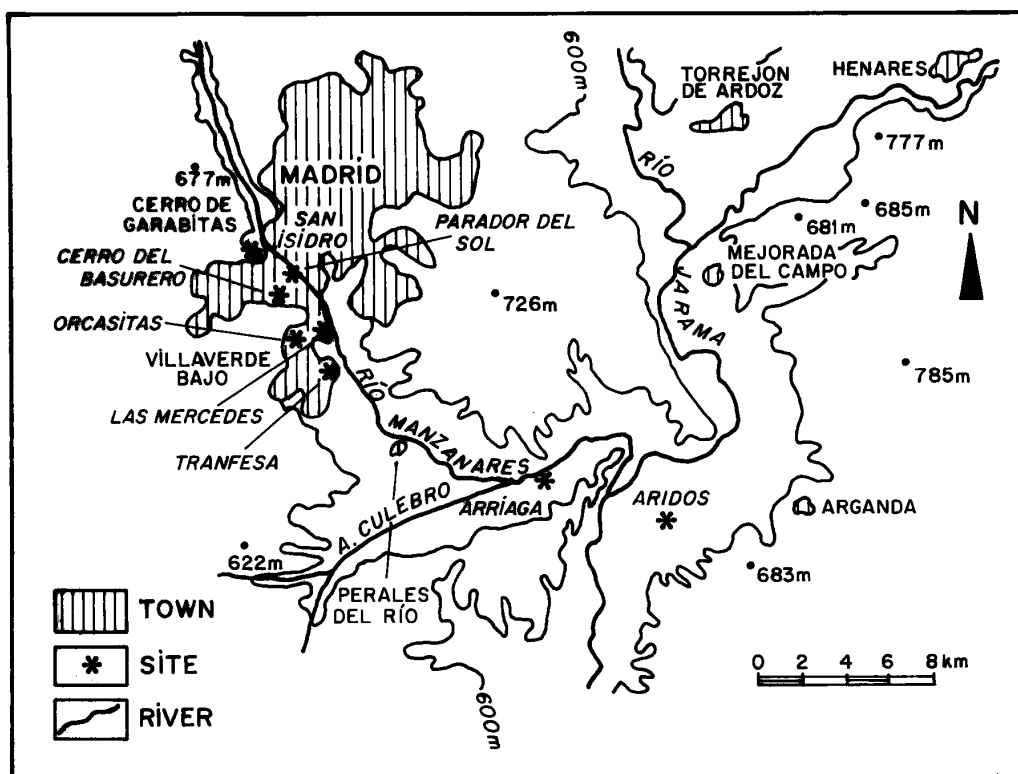 600m
TORREJON
DE ARDOZ
HENARES
777m
RÍO
677m
MADRID
CERRO DE
GARABITAS
SAN
ISIDRO
PARADOR DEL
SOL
685m
681m
N
CERRO DEL
BASURERO
MEJORADA
DEL CAMPO
726m
JARAMA
ORCASITAS
VILLAVERDE
BAJO
RÍO
785m
LAS MERCEDES
MANZANARES
TRANFESA
A. CULEBRO
ARRIAGA
ARIDOS
ARGANDA
622m
683m
PERALES
DEL RÍO
TOWN
SITE
RIVER
600m
0 2 4 6 8 km